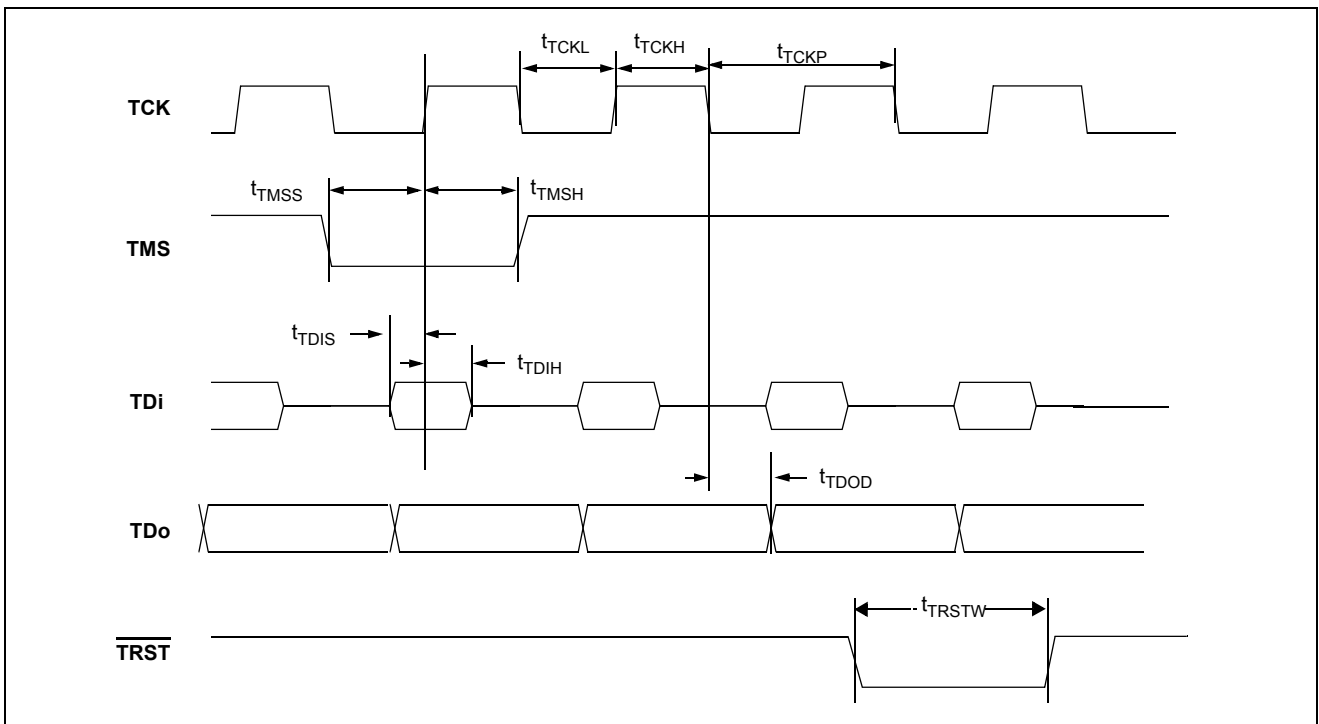 tTCKL tTCKH tTCKP
TCK
tTMSS tTMSH
TMS
tTDIS
tTDIH
TDi
tTDOD
TDo
tTRSTW
TRST